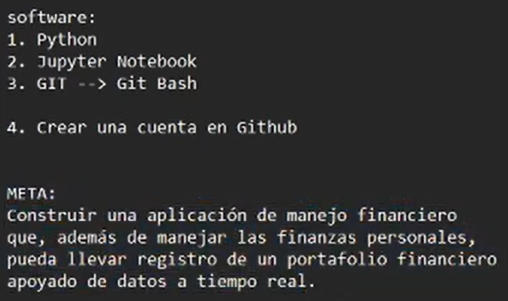 software:
1. Python
2. Jupyter Notebook
3. GIT --> Git Bash
4. Crear una cuenta en Github
META:
Construir una aplicación de manejo financiero
que, además de manejar las finanzas personales,
pueda llevar registro de un portafolio financiero
apoyado de datos a tiempo real.